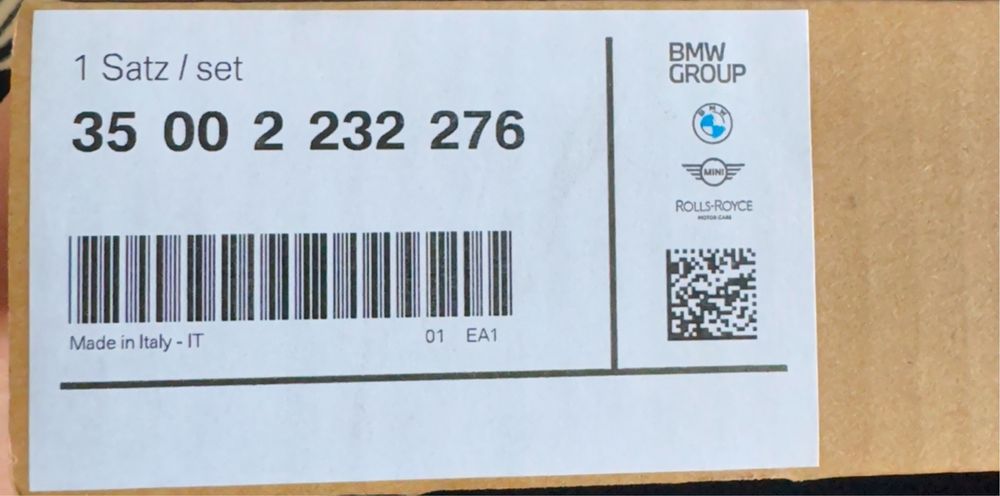 1 Satz / set
35 00 2 232 276
Made in Italy - IT
01 EA1
BMW
GROUP
BMW
MINI
ROLLS-ROYCE
MOTOR CARS